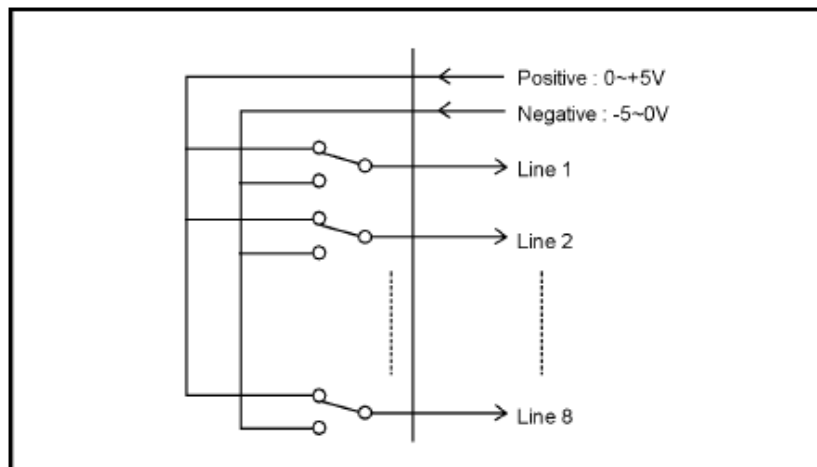 Positive : 0~+5V
Negative : -5~0V
Line 1
Line 2
Line 8